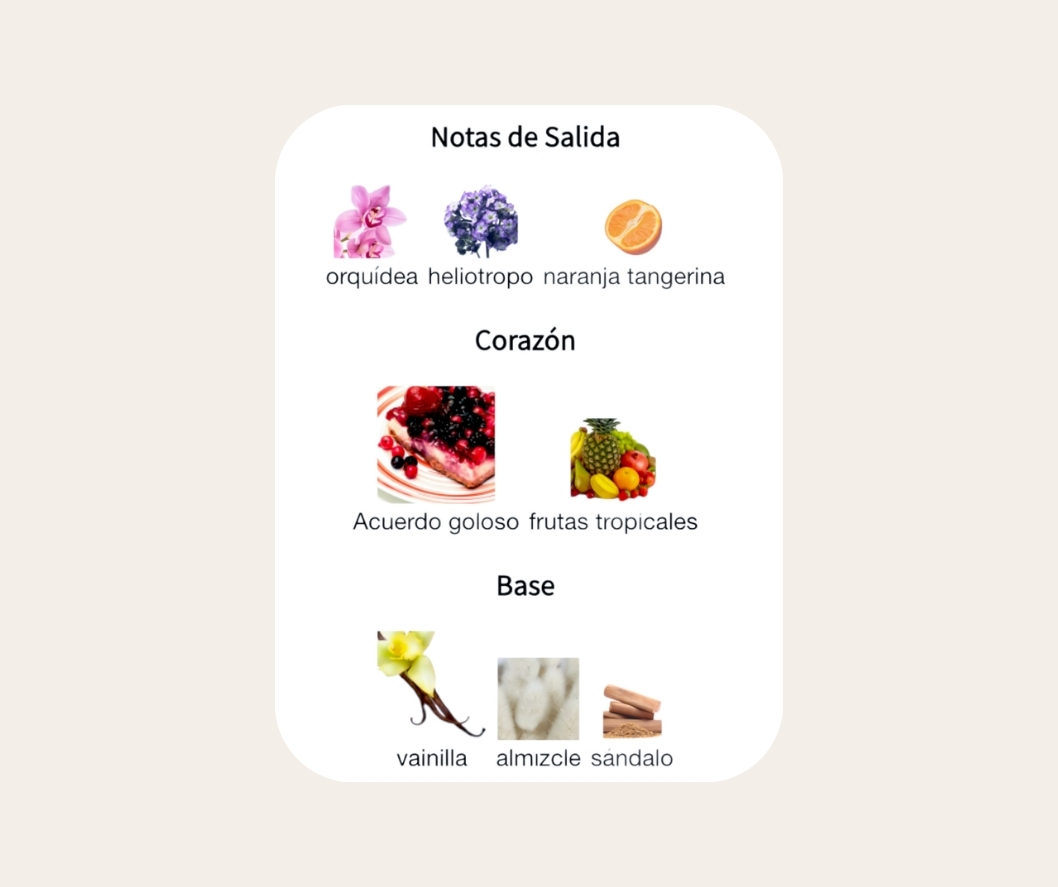 Notas de Salida
orquídea heliotropo naranja tangerina
Corazón
Acuerdo goloso frutas tropicales
Base
vainilla almizcle sándalo